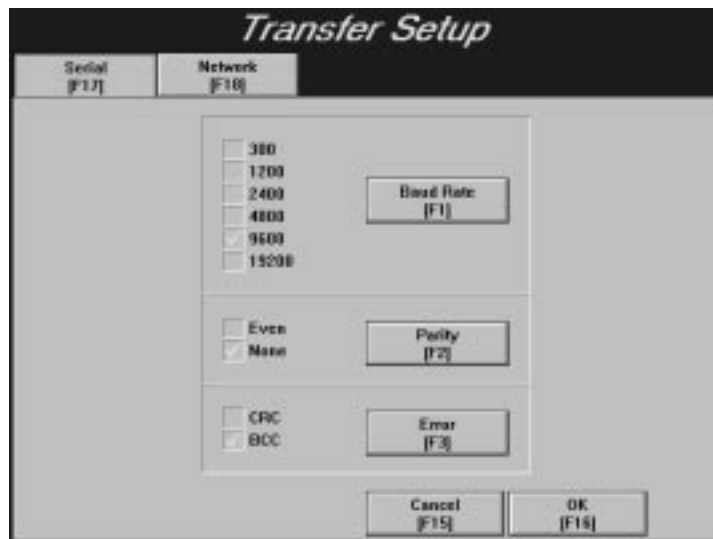 Transfer Setup
Serial
[F17]
Network
[F18]
300
1200
2400
4800
9600
19200
Baud Rate
[F1]
Even
None
Parity
[F2]
CRC
BCC
Error
[F3]
Cancel
[F15]
OK
[F16]